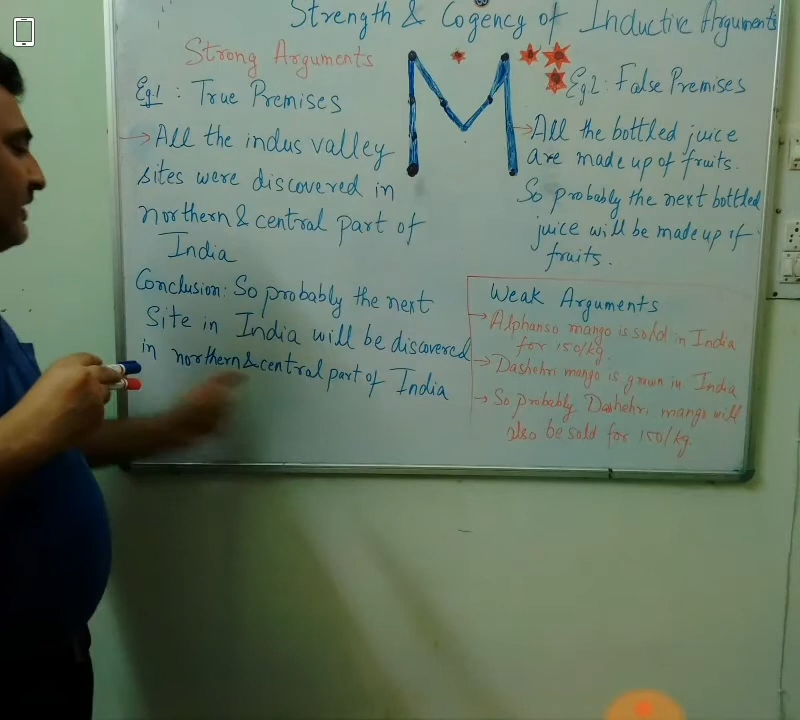 Strength & Cogency of Inductive Arguments
Strong Arguments
Eg1 : True Premises
All the indus valley
sites were discovered in
northern & central part of
India
Conclusion: So probably the next
Site in India will be discovered
in northern & central part of India
M
Eg2: False Premises
All the bottled juice
are made up of fruits.
So probably the next bottled
juice will be made up of
fruits.
Weak Arguments
Alphanso mango is sold in India
for 150/kg.
Dashehri mango is grown in India
So probably Dashehri mango will
also be sold for 150/kg.